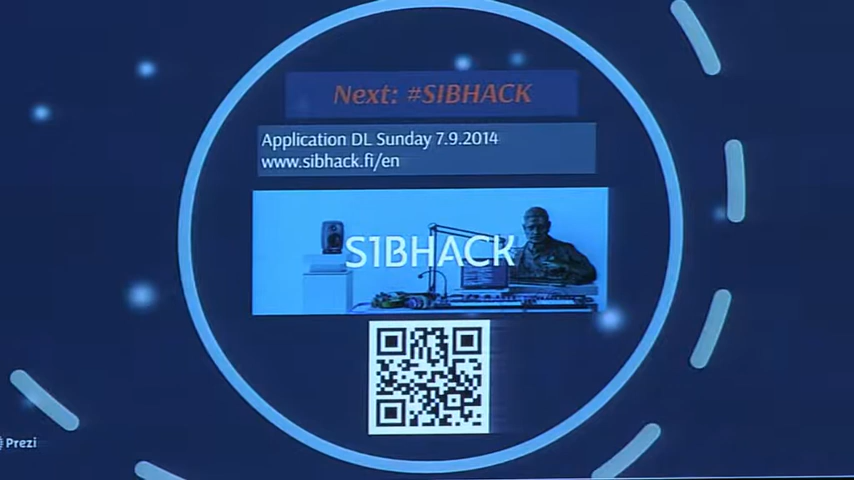 Next: #SIBHACK
Application DL Sunday 7.9.2014
www.sibhack.fi/en
SIBHACK
Prezi